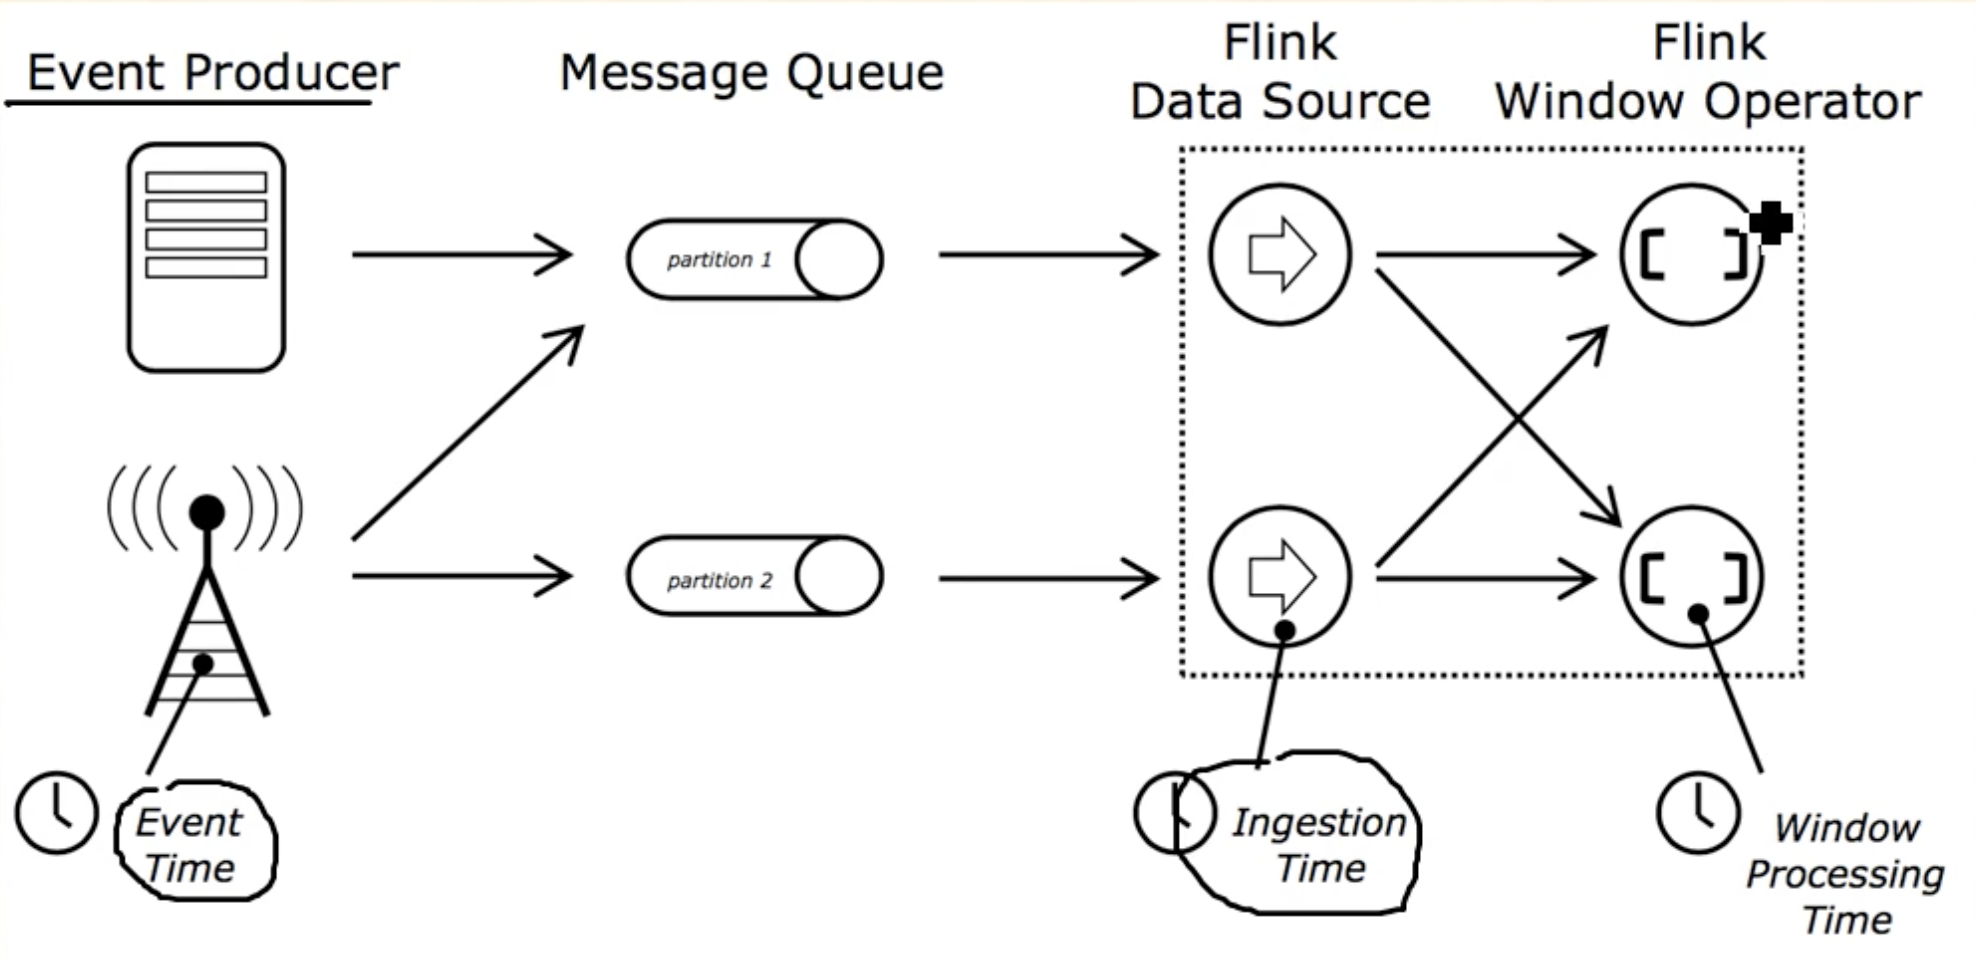 Event Producer
Message Queue
Flink
Data Source
Flink
Window Operator
partition 1
partition 2
Event
Time
Ingestion
Time
Window
Processing
Time